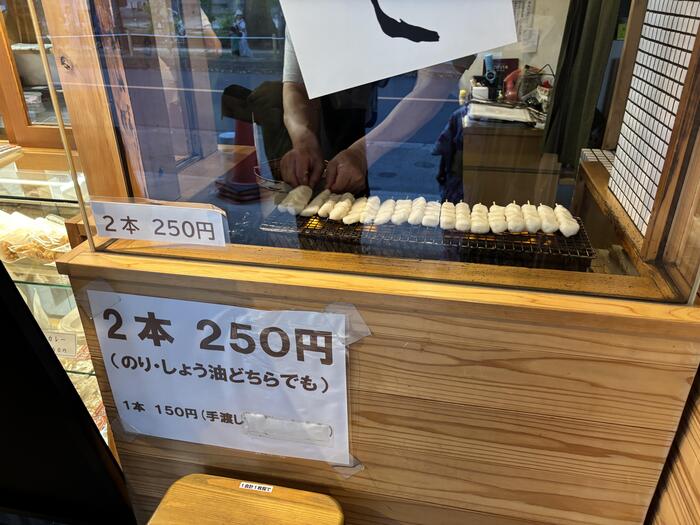 2本 250円
2本 250円
(のり・しょう油どちらでも)
1本 150円(手渡し